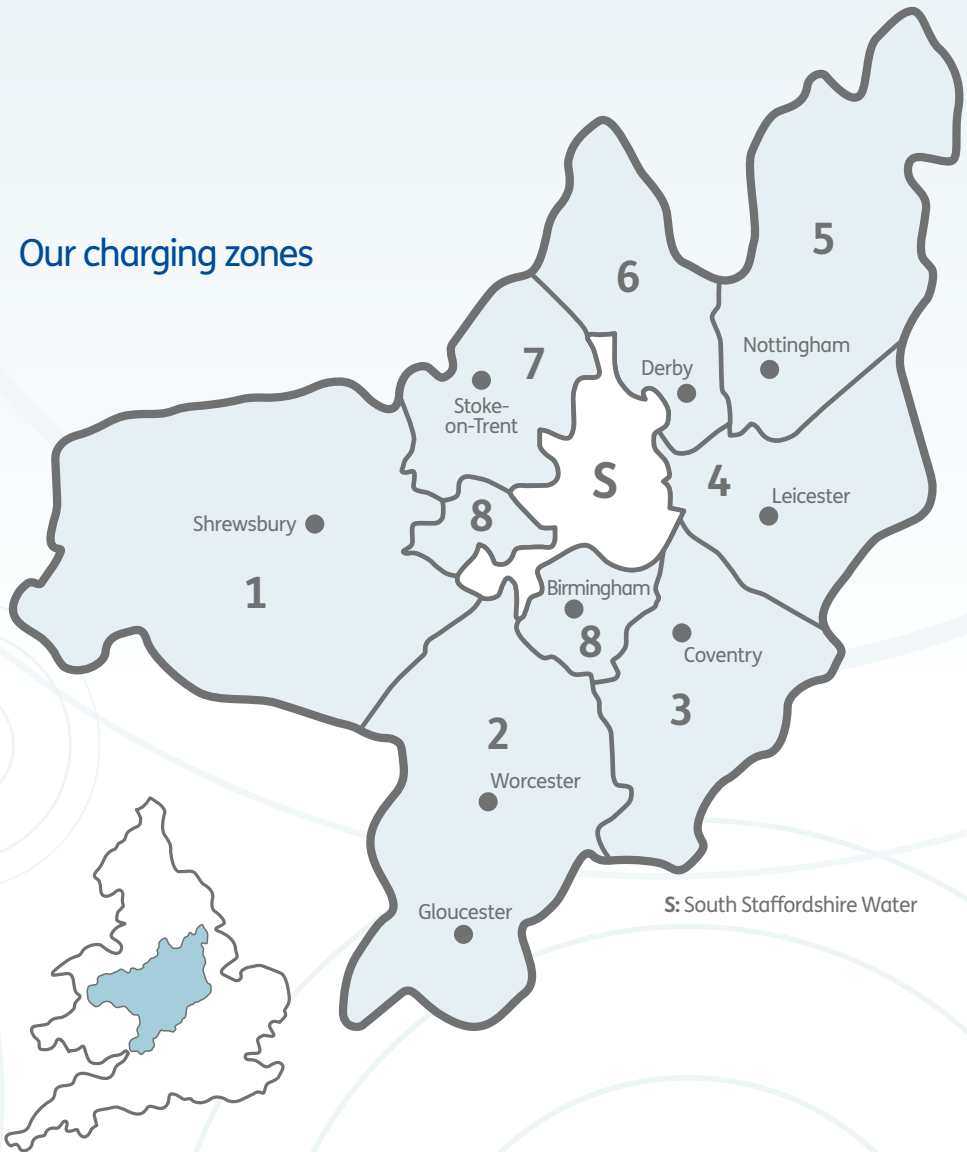 Our charging zones
5
6
Nottingham
7
Derby
Stoke-
on-Trent
S
4
Leicester
8
Shrewsbury
1
Birmingham
8
Coventry
3
2
Worcester
S: South Staffordshire Water
Gloucester